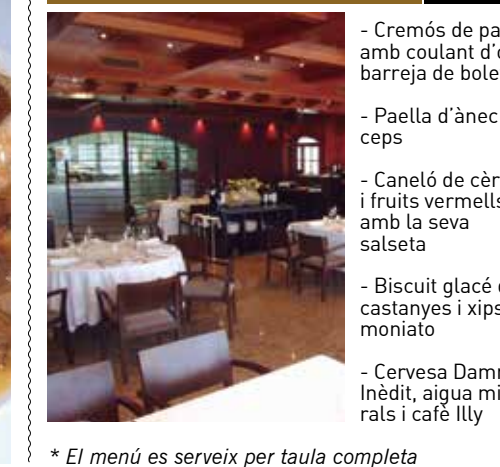 - Cremós de pa
amb coulant d'o
barreja de bole
- Paella d'ànec
ceps
- Caneló de cèr
i fruits vermells
amb la seva
salseta
- Biscuit glacé
castanyes i xips
moniato
- Cervesa Damm
Inèdit, aigua mi
rals i cafè Illy
* El menú es serveix per taula completa